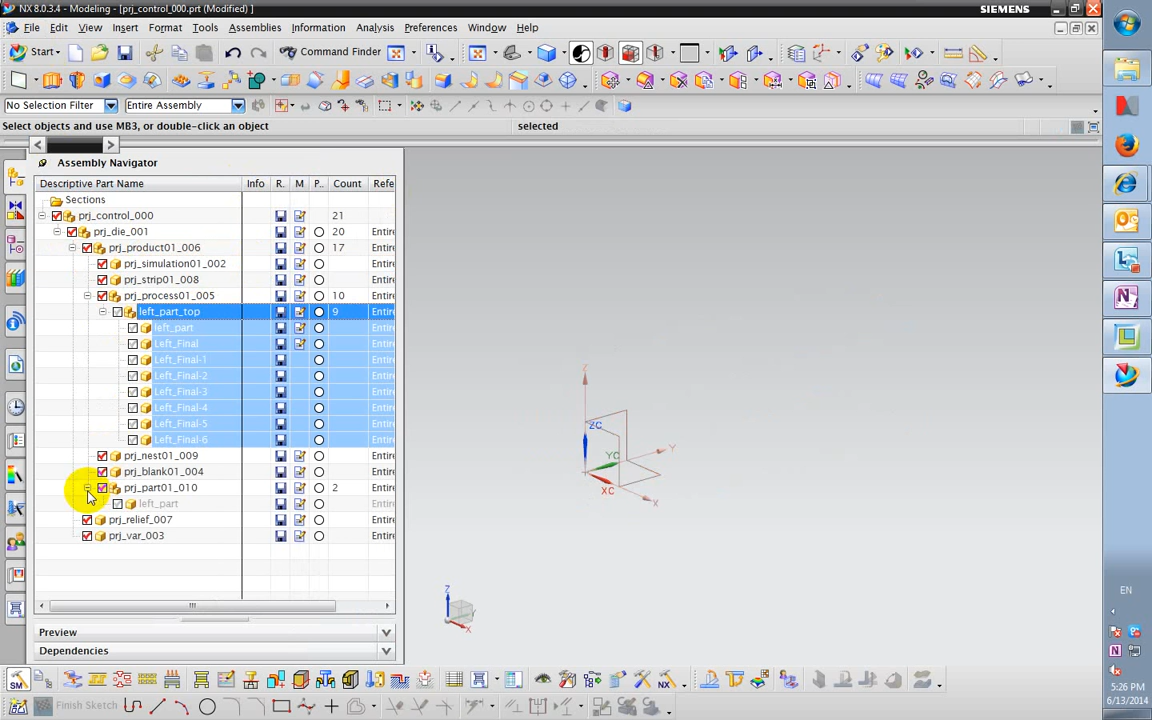 NX 8.0.3.4 - Modeling - [prj_control_000.prt (Modified) ]
SIEMENS
File Edit View Insert Format Tools Assemblies Information Analysis Preferences Window Help
Start
Command Finder
No Selection Filter
Entire Assembly
Select objects and use MB3, or double-click an object
selected
Assembly Navigator
Descriptive Part Name Info R. M P.. Count Refe
Sections
prj_control_000 21
prj_die_001 20 Entire
prj_product01_006 17 Entire
prj_simulation01_002 Entire
prj_strip01_008 Entire
prj_process01_005 10 Entire
left_part_top 9 Entire
left_part Entire
Left_Final Entire
Left_Final-1 Entire
Left_Final-2 Entire
Left_Final-3 Entire
Left_Final-4 Entire
Left_Final-5 Entire
Left_Final-6 Entire
prj_nest01_009 Entire
prj_blank01_004 Entire
prj_part01_010 2 Entire
left_part Entire
prj_relief_007 Entire
prj_var_003 Entire
Preview
Dependencies
Z
ZC
YC
Y
XC
X
Z
X
Finish Sketch
SM
NX
EN
5:26 PM
6/13/2014